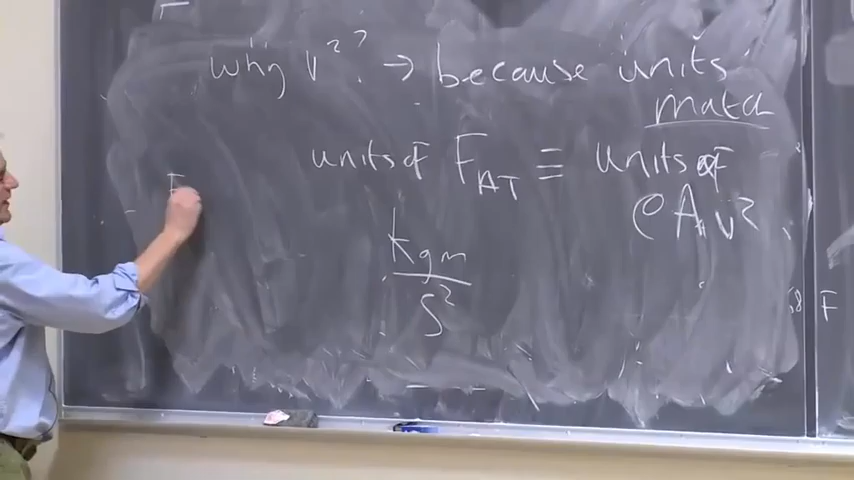 why v²? → because units
match
units of F_AT = units of
ρAv²
kgm
s²
F
F